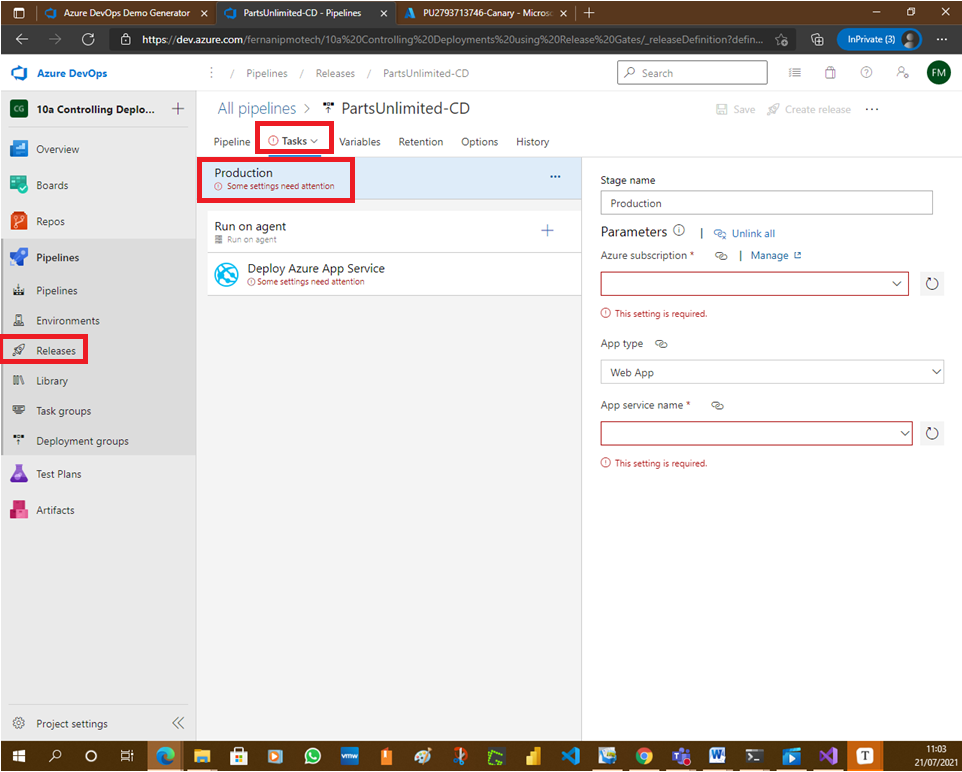 Azure DevOps Demo Generator
PartsUnlimited-CD - Pipelines
PU2793713746-Canary - Micros
https://dev.azure.com/fernanipmotech/10a%20Controlling%20Deployments%20using%20Release%20Gates/_releaseDefinition?defin...
InPrivate (3)
Azure DevOps
/ Pipelines / Releases / PartsUnlimited-CD
Search
FM
CG
10a Controlling Deplo...
All pipelines > PartsUnlimited-CD
Save
Create release
Pipeline
Tasks
Variables
Retention
Options
History
Overview
Boards
Repos
Pipelines
Pipelines
Environments
Releases
Library
Task groups
Deployment groups
Test Plans
Artifacts
Project settings
Production
Some settings need attention
Run on agent
Run on agent
Deploy Azure App Service
Some settings need attention
Stage name
Production
Parameters | Unlink all
Azure subscription * | Manage
This setting is required.
App type
Web App
App service name *
This setting is required.
vmw
T
11:03
21/07/2021